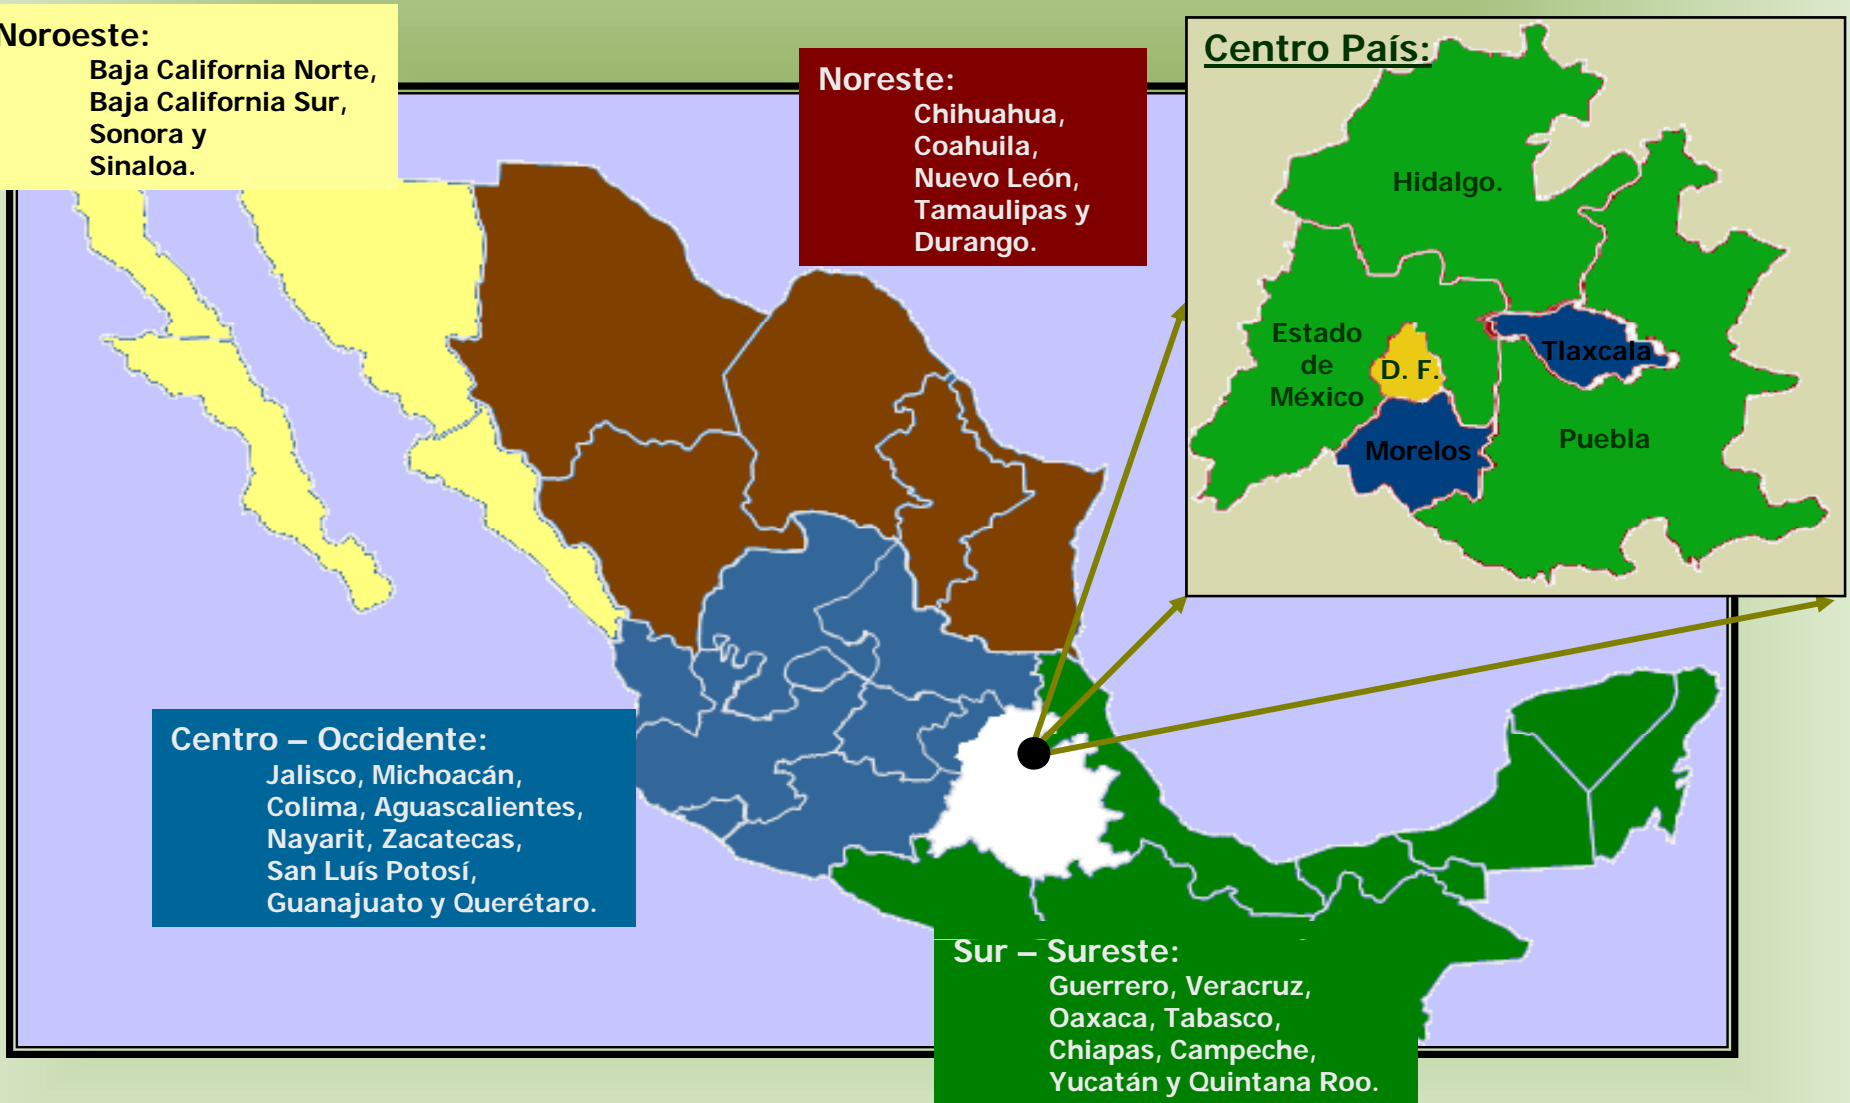 Noroeste:
Baja California Norte,
Baja California Sur,
Sonora y
Sinaloa.
Noreste:
Chihuahua,
Coahuila,
Nuevo León,
Tamaulipas y
Durango.
Centro País:
Hidalgo.
Estado
de
México
D. F.
Tlaxcala
Morelos
Puebla
Centro – Occidente:
Jalisco, Michoacán,
Colima, Aguascalientes,
Nayarit, Zacatecas,
San Luís Potosí,
Guanajuato y Querétaro.
Sur – Sureste:
Guerrero, Veracruz,
Oaxaca, Tabasco,
Chiapas, Campeche,
Yucatán y Quintana Roo.